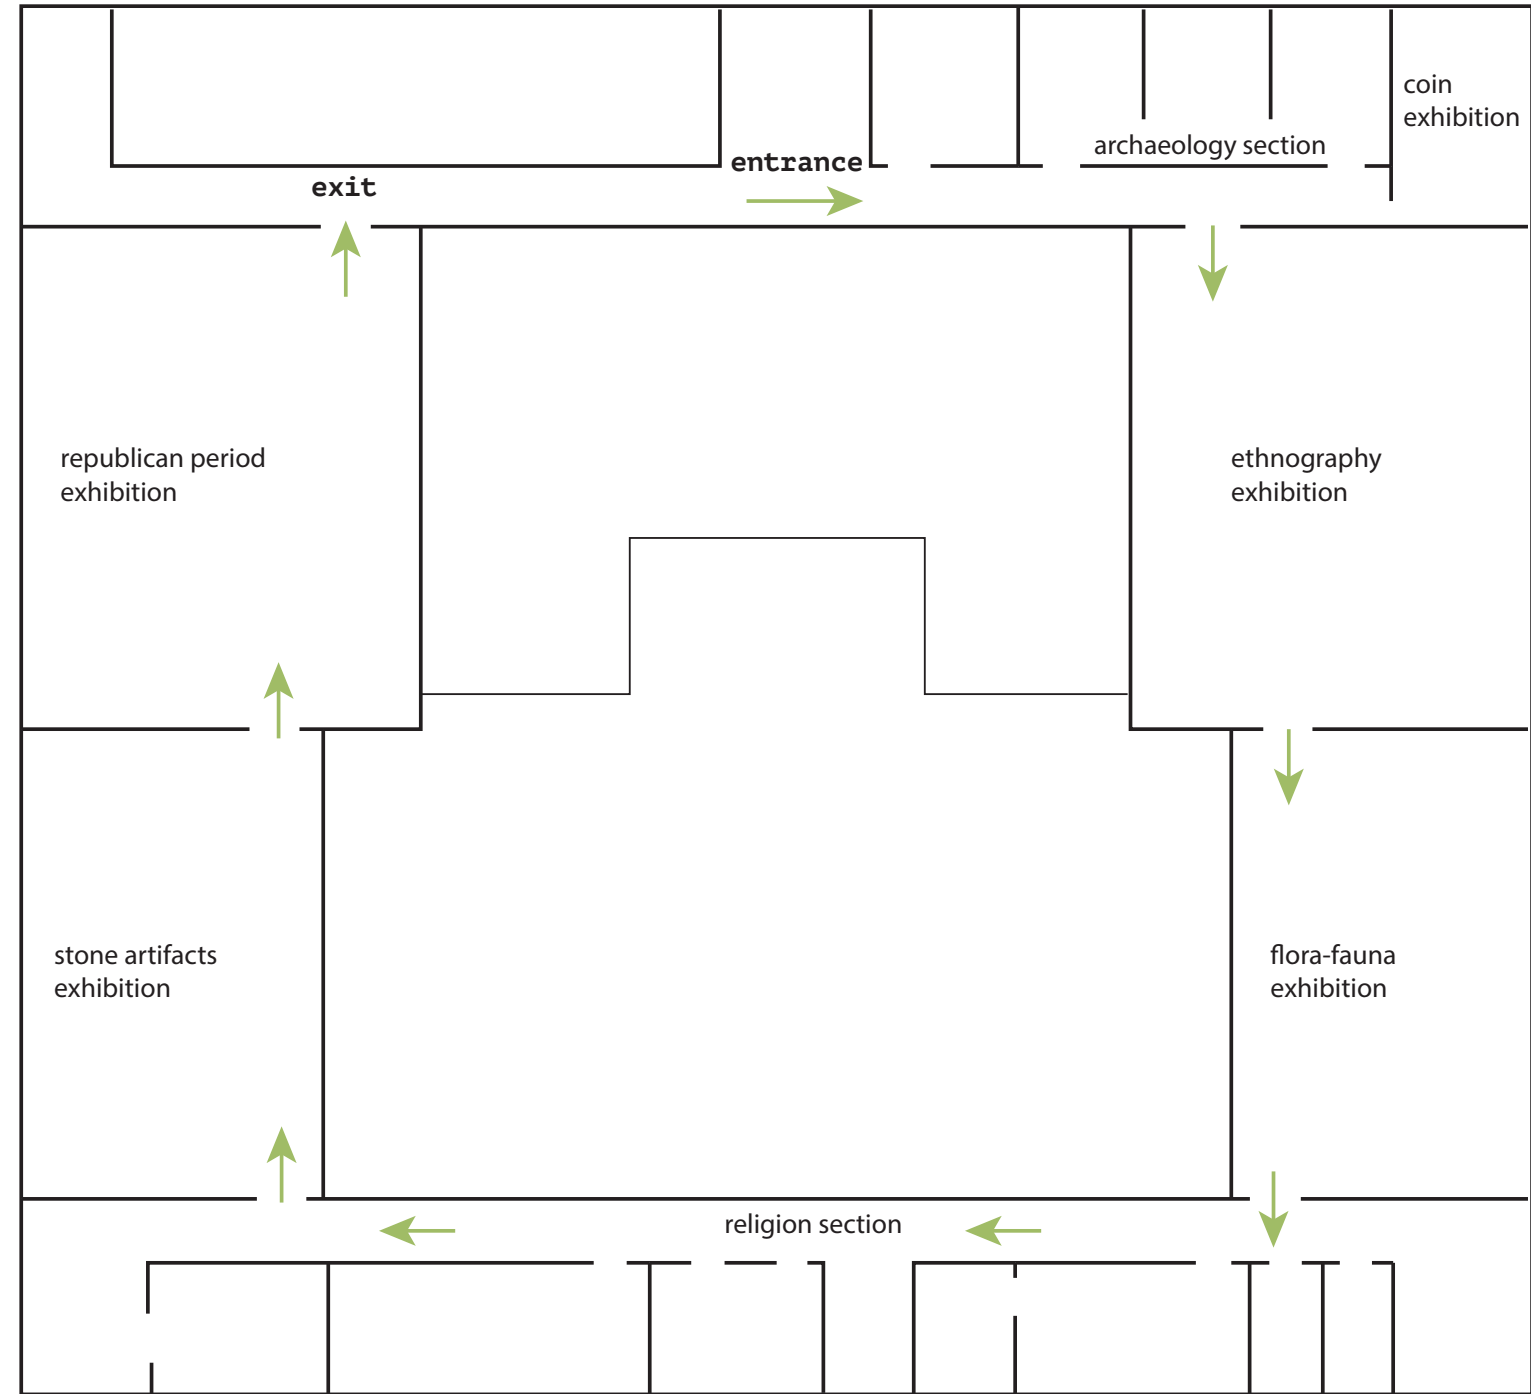 coin
exhibition
archaeology section
entrance
exit
republican period
exhibition
ethnography
exhibition
stone artifacts
exhibition
flora-fauna
exhibition
religion section